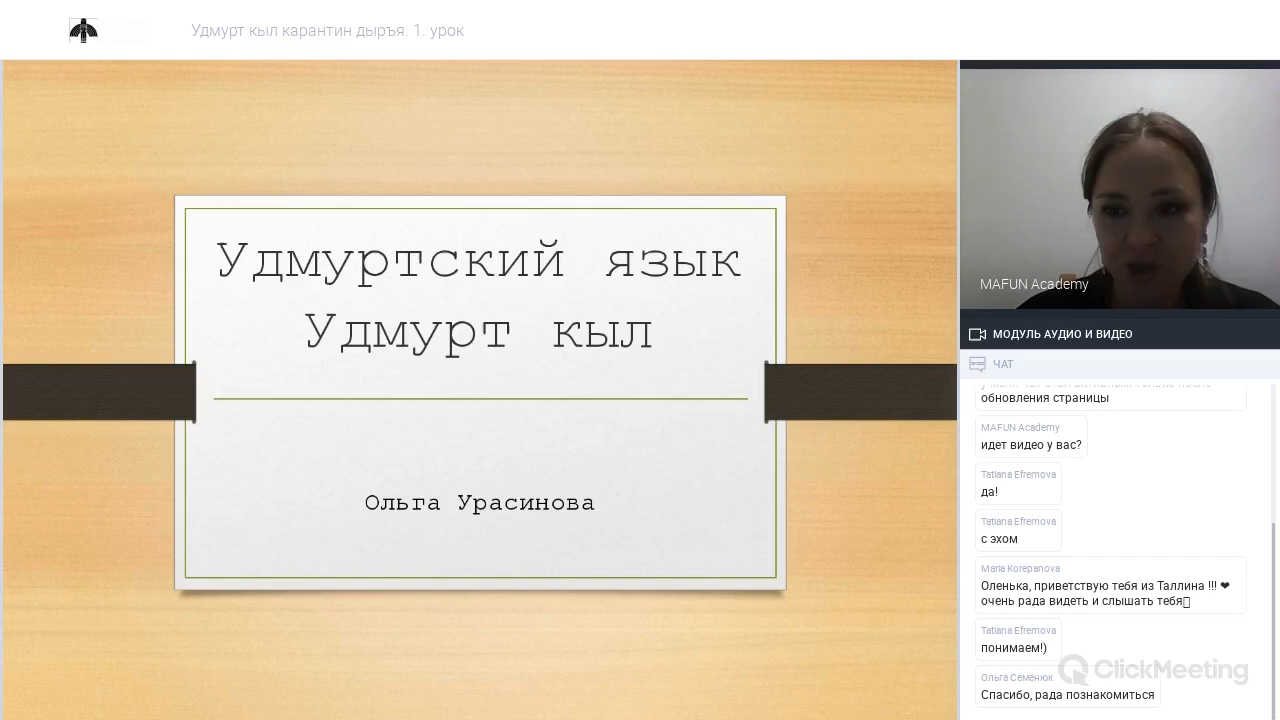 Удмурт кыл карантин дыръя. 1. урок
Удмуртский язык
Удмурт кыл
Ольга Урасинова
MAFUN Academy
МОДУЛЬ АУДИО И ВИДЕО
ЧАТ
обновления страницы
MAFUN Academy
идет видео у вас?
Tatiana Efremova
да!
Tatiana Efremova
с эхом
Maria Korepanova
Оленька, приветствую тебя из Таллина !!! ❤
очень рада видеть и слышать тебя
Tatiana Efremova
понимаем!)
ClickMeeting
Ольга Семенюк
Спасибо, рада познакомиться